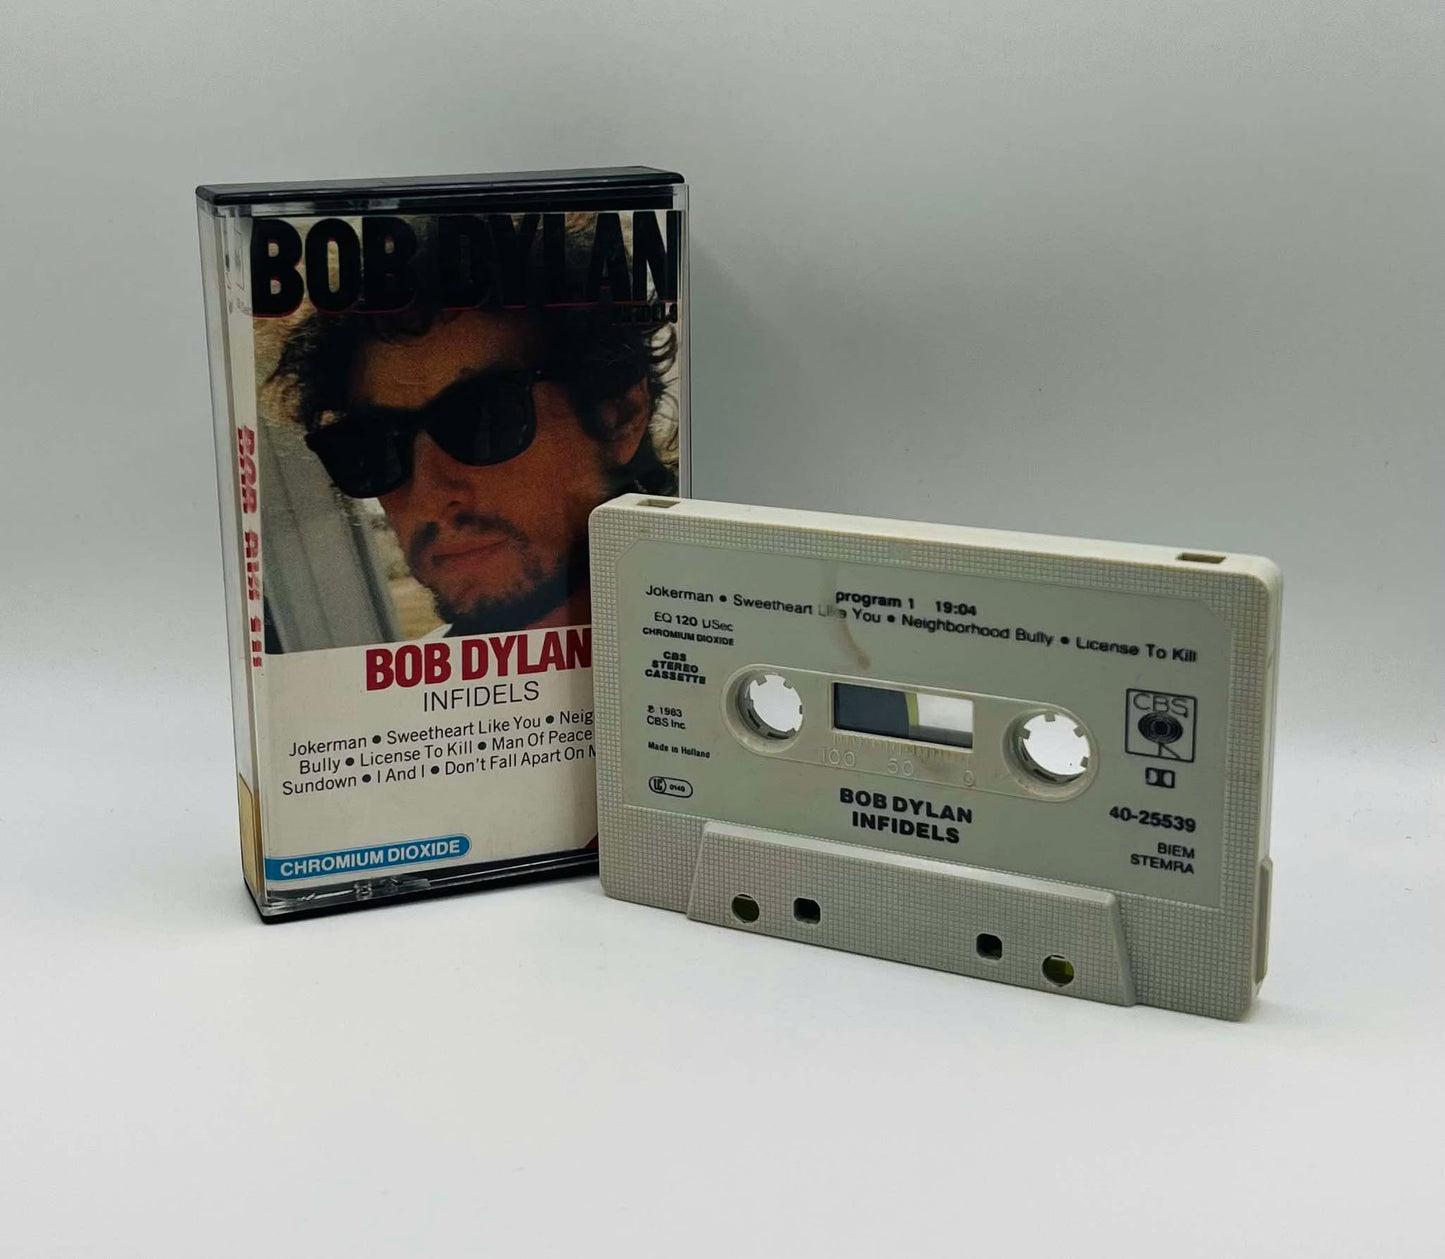 BOB DYLAN
INFIDELS
BOB DYLAN
INFIDELS
Jokerman • Sweetheart Like You • Neig
Bully • License To Kill • Man Of Peace
Sundown • I And I • Don't Fall Apart On M
CHROMIUM DIOXIDE
program 1 19:04
Jokerman • Sweetheart Like You • Neighborhood Bully • License To Kill
EQ 120 µSec
CHROMIUM DIOXIDE
CBS
STEREO
CASSETTE
℗ 1983
CBS Inc.
Made in Holland
LC 0149
100 50 0
CBS
BOB DYLAN
INFIDELS
40-25539
BIEM
STEMRA